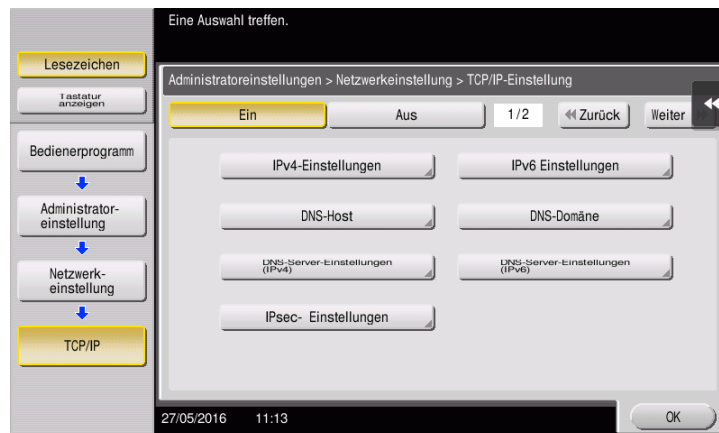 Eine Auswahl treffen.
Lesezeichen
Tastatur
anzeigen
Bedienerprogramm
Administrator-
einstellung
Netzwerk-
einstellung
TCP/IP
Administratoreinstellungen > Netzwerkeinstellung > TCP/IP-Einstellung
Ein Aus 1/2 Zurück Weiter
IPv4-Einstellungen IPv6 Einstellungen
DNS-Host DNS-Domäne
DNS-Server-Einstellungen
(IPv4)
DNS-Server-Einstellungen
(IPv6)
IPsec- Einstellungen
27/05/2016 11:13
OK